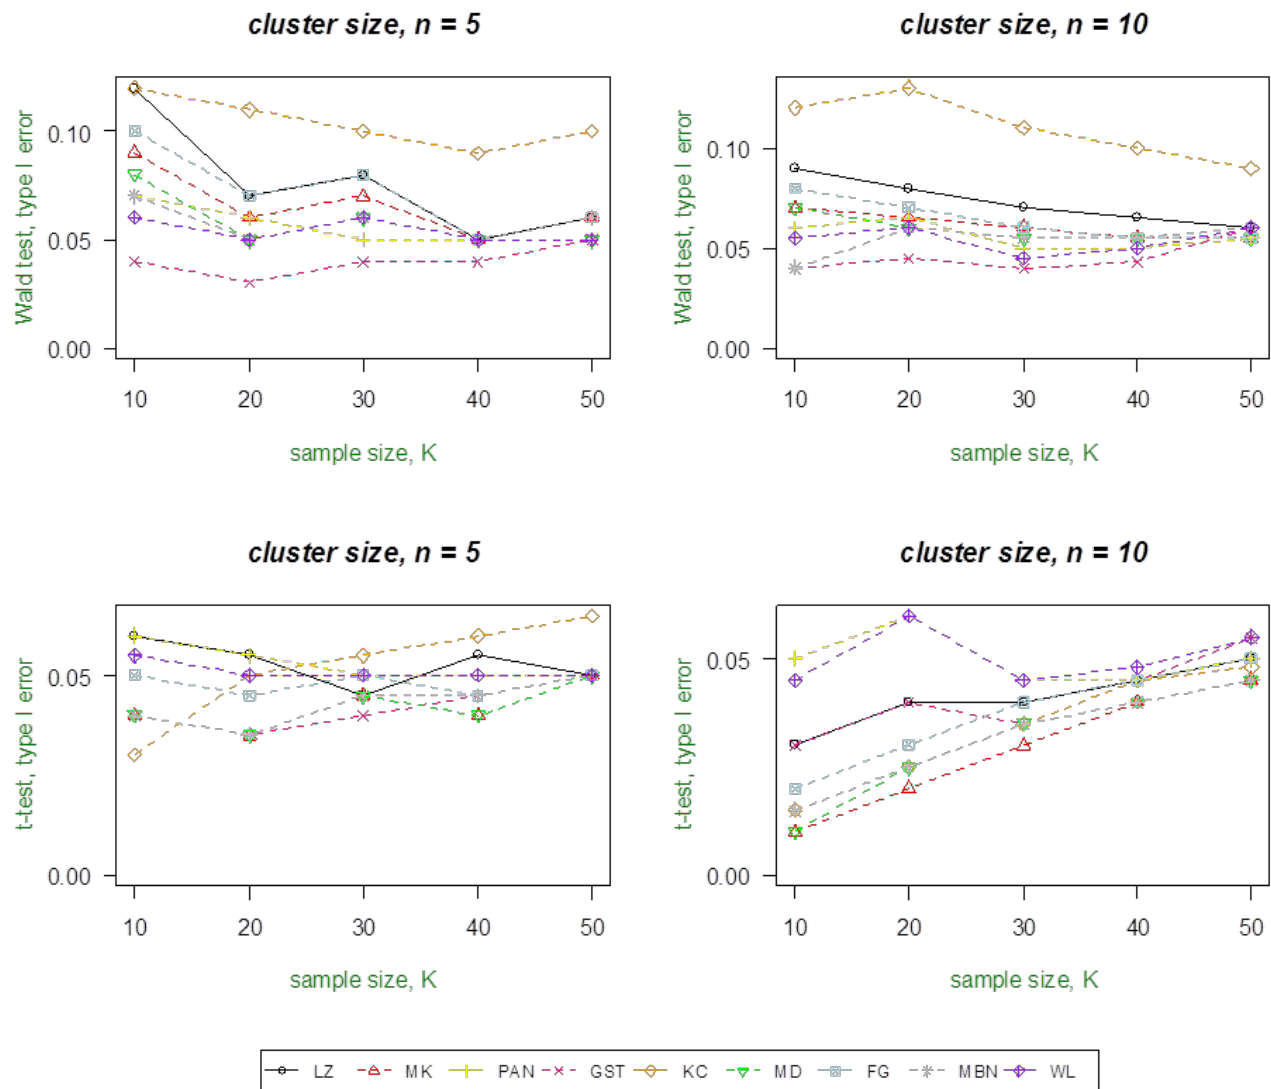 cluster size, n = 5
Wald test, type I error
0.10
0.05
0.00
10 20 30 40 50
sample size, K
cluster size, n = 10
Wald test, type I error
0.10
0.05
0.00
10 20 30 40 50
sample size, K
cluster size, n = 5
t-test, type I error
0.05
0.00
10 20 30 40 50
sample size, K
cluster size, n = 10
t-test, type I error
0.05
0.00
10 20 30 40 50
sample size, K
LZ MK PAN GST KC MD FG MBN WL